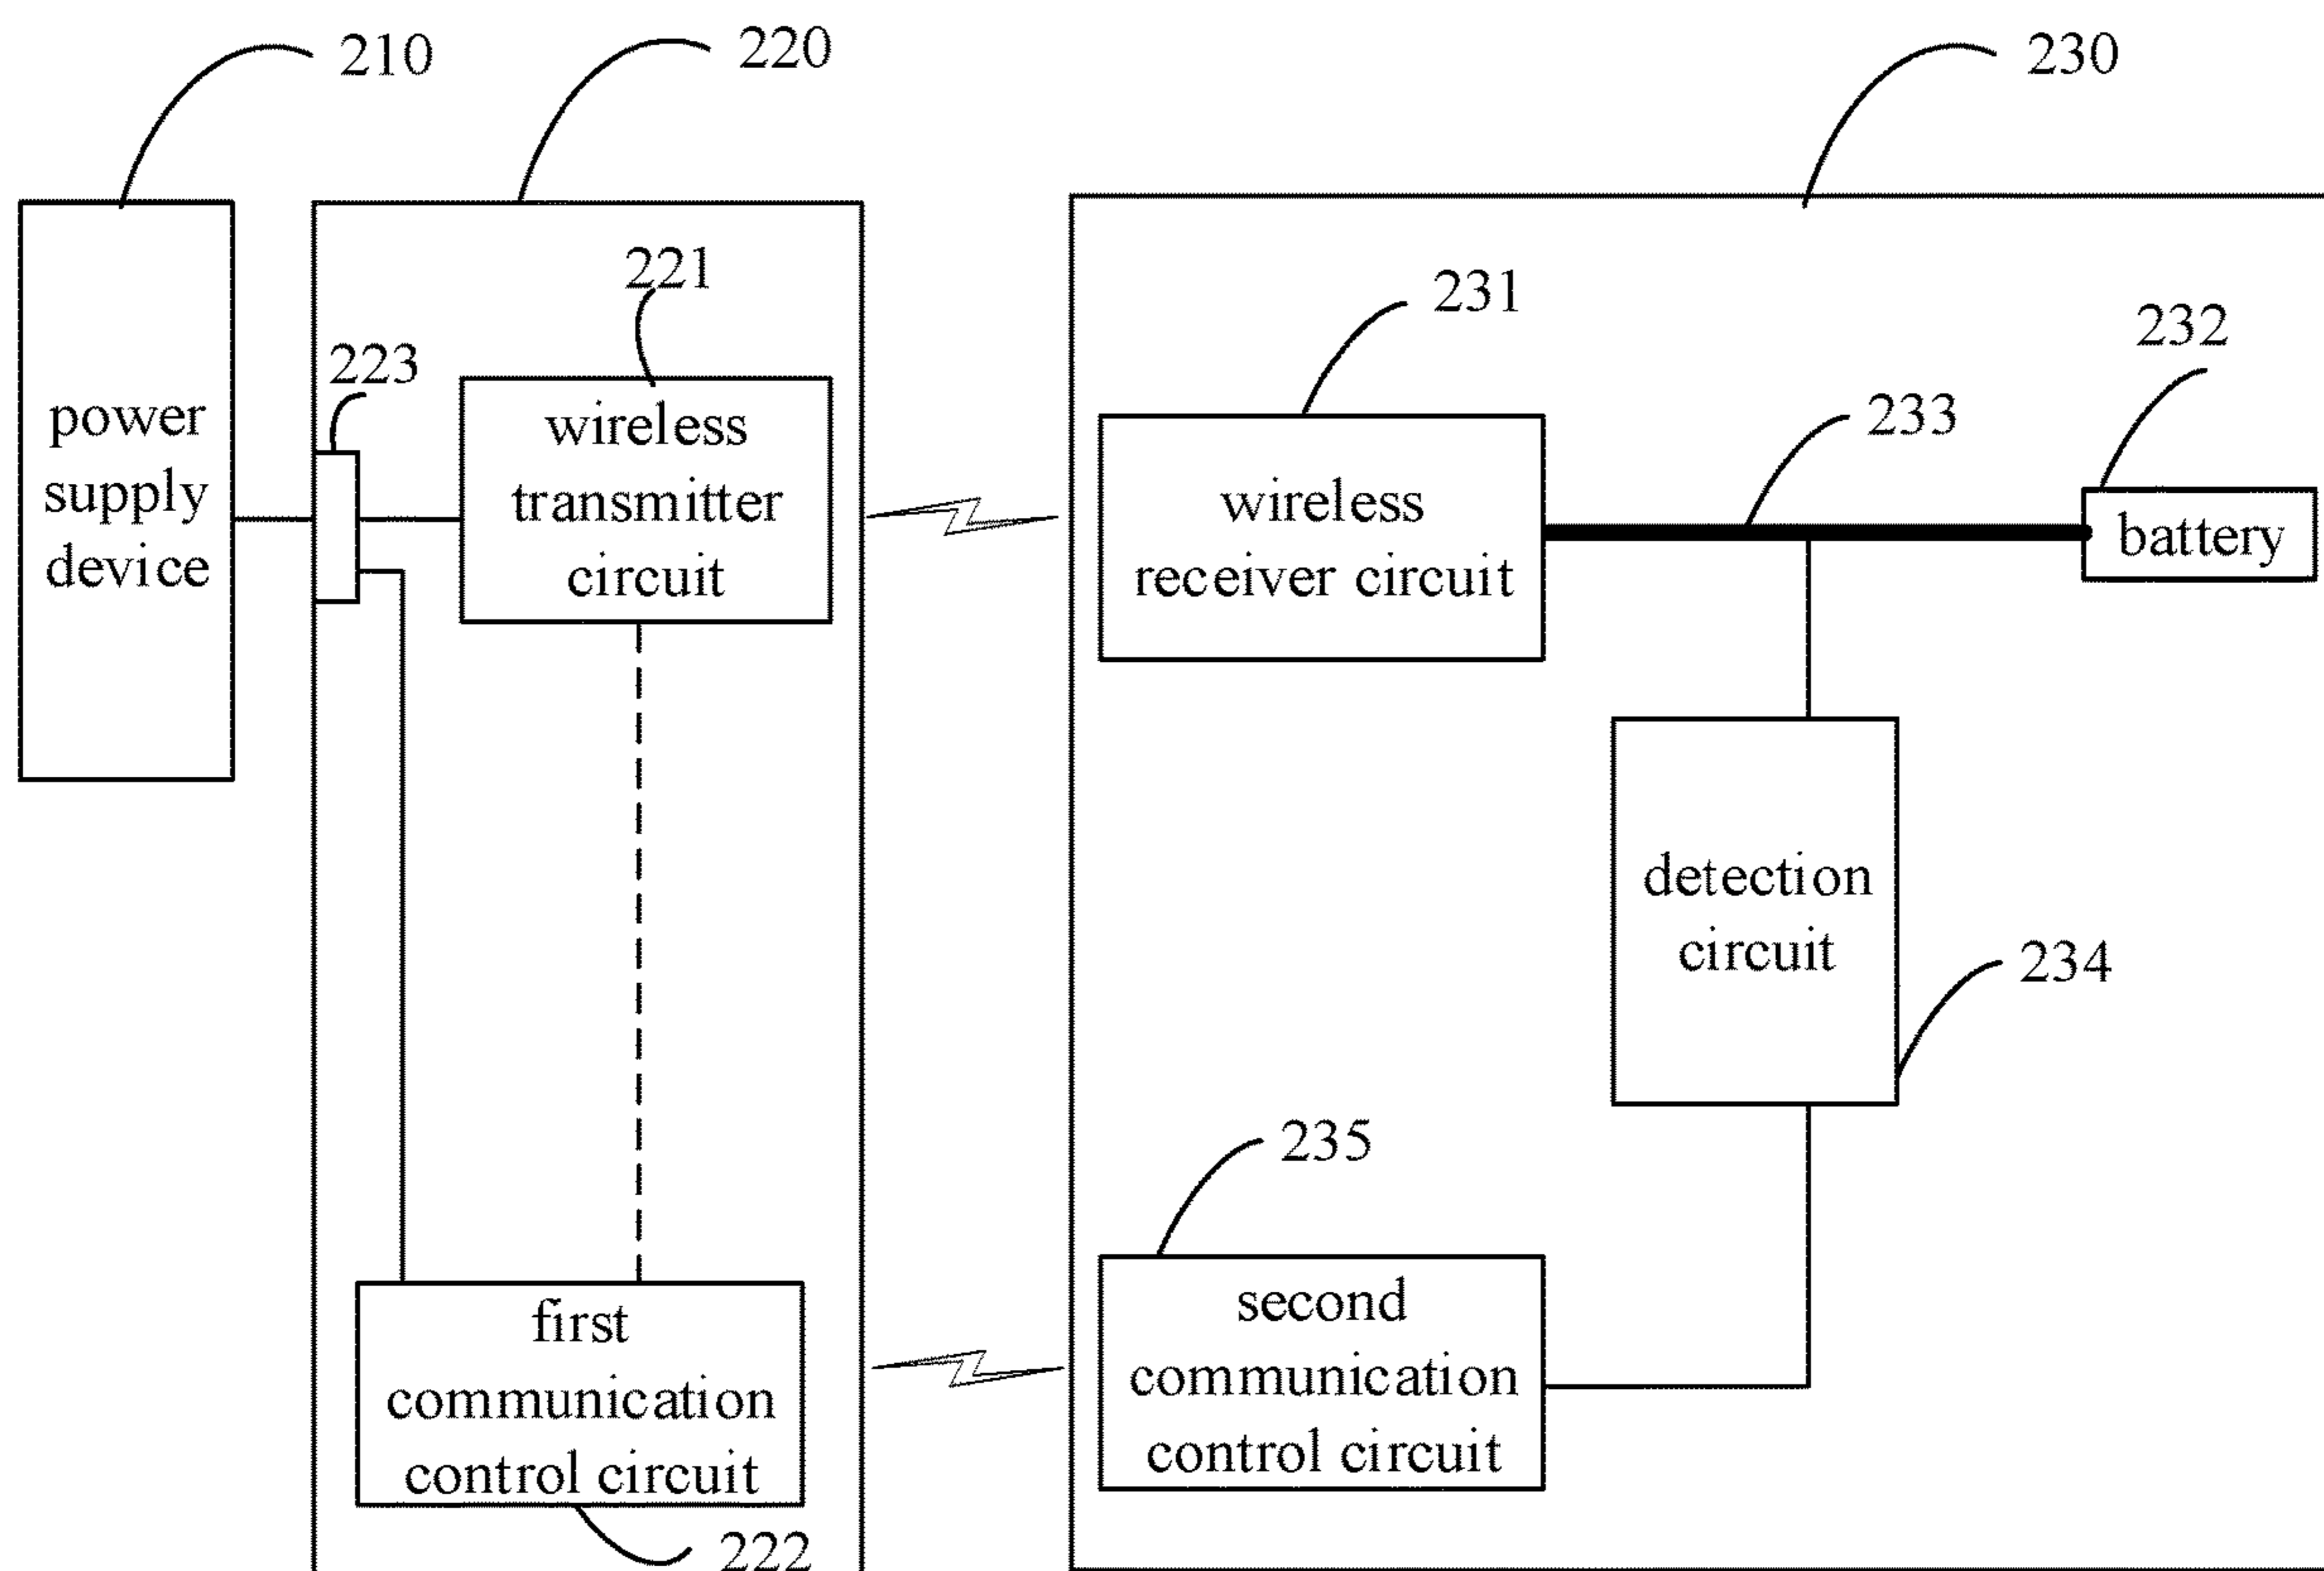 210
220
230
221
231
232
223
233
power
supply
device
wireless
transmitter
circuit
wireless
receiver circuit
battery
detection
circuit
234
235
first
communication
control circuit
second
communication
control circuit
222